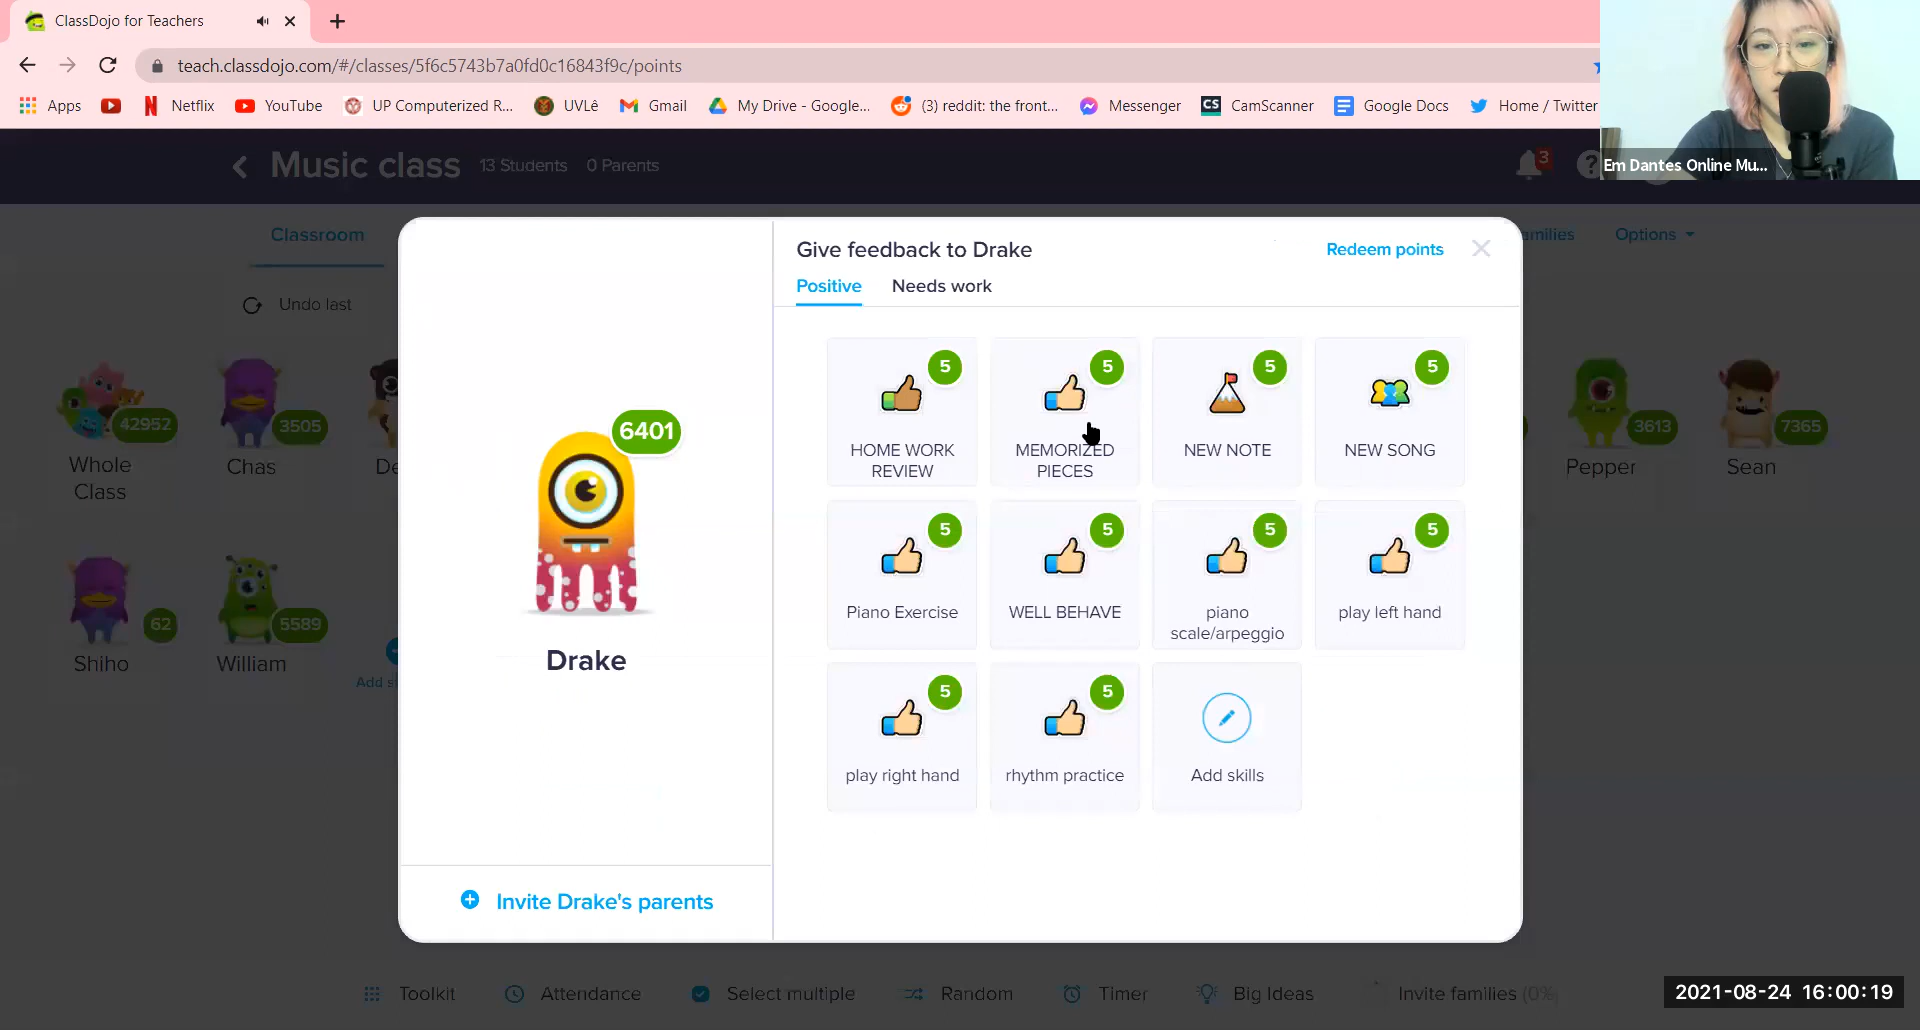 ClassDojo for Teachers
teach.classdojo.com/#/classes/5f6c5743b7a0fd0c16843f9c/points
Apps
Netflix
YouTube
UP Computerized R...
UVLê
Gmail
My Drive - Google...
(3) reddit: the front...
CS CamScanner
Messenger
Google Docs
Home / Twitter
Em Dantes Online Mu...
Music class
13 Students
0 Parents
3
?
Classroom
amilies
Options
Undo last
Give feedback to Drake
Redeem points
Positive
Needs work
42952
Whole
Class
3505
Chas
De
3613
Pepper
7365
Sean
62
Shiho
5589
William
Add s
6401
Drake
Invite Drake's parents
5
HOME WORK
REVIEW
5
MEMORIZED
PIECES
5
NEW NOTE
5
NEW SONG
5
Piano Exercise
5
WELL BEHAVE
5
piano
scale/arpeggio
5
play left hand
5
play right hand
5
rhythm practice
Add skills
Toolkit
Attendance
Select multiple
Random
Timer
Big Ideas
Invite families (0%)
2021-08-24 16:00:19